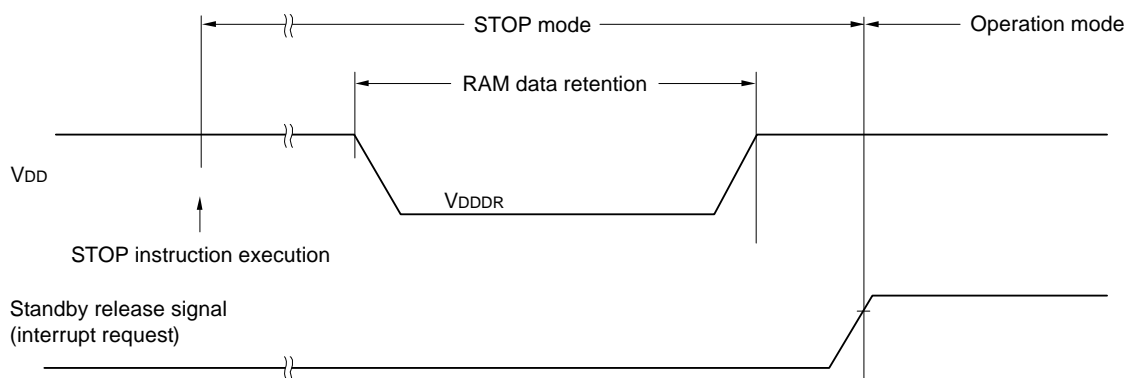 STOP mode
Operation mode
RAM data retention
VDD
VDDDR
STOP instruction execution
Standby release signal
(interrupt request)